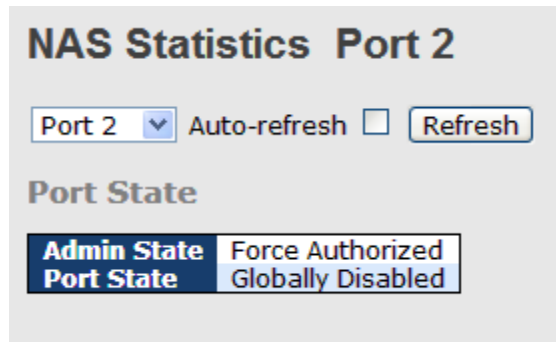 NAS Statistics Port 2
Port 2 Auto-refresh Refresh
Port State
Admin State Force Authorized
Port State Globally Disabled